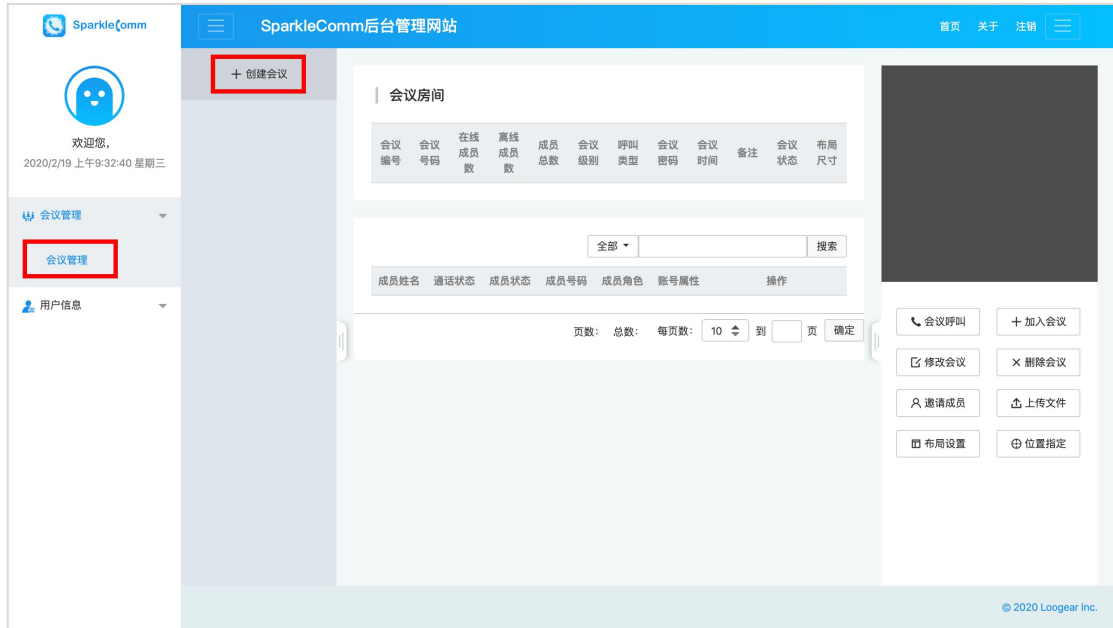 SparkleComm
SparkleComm后台管理网站
首页 关于 注销
欢迎您,
2020/2/19 上午9:32:40 星期三
会议管理
会议管理
用户信息
+ 创建会议
会议房间
会议编号 会议号码 在线成员数 离线成员数 成员总数 会议级别 呼叫类型 会议密码 会议时间 备注 会议状态 布局尺寸
全部 搜索
成员姓名 通话状态 成员状态 成员号码 成员角色 账号属性 操作
页数: 总数: 每页数: 10 到 页 确定
会议呼叫 + 加入会议
修改会议 × 删除会议
邀请成员 上传文件
布局设置 位置指定
© 2020 Loogear Inc.